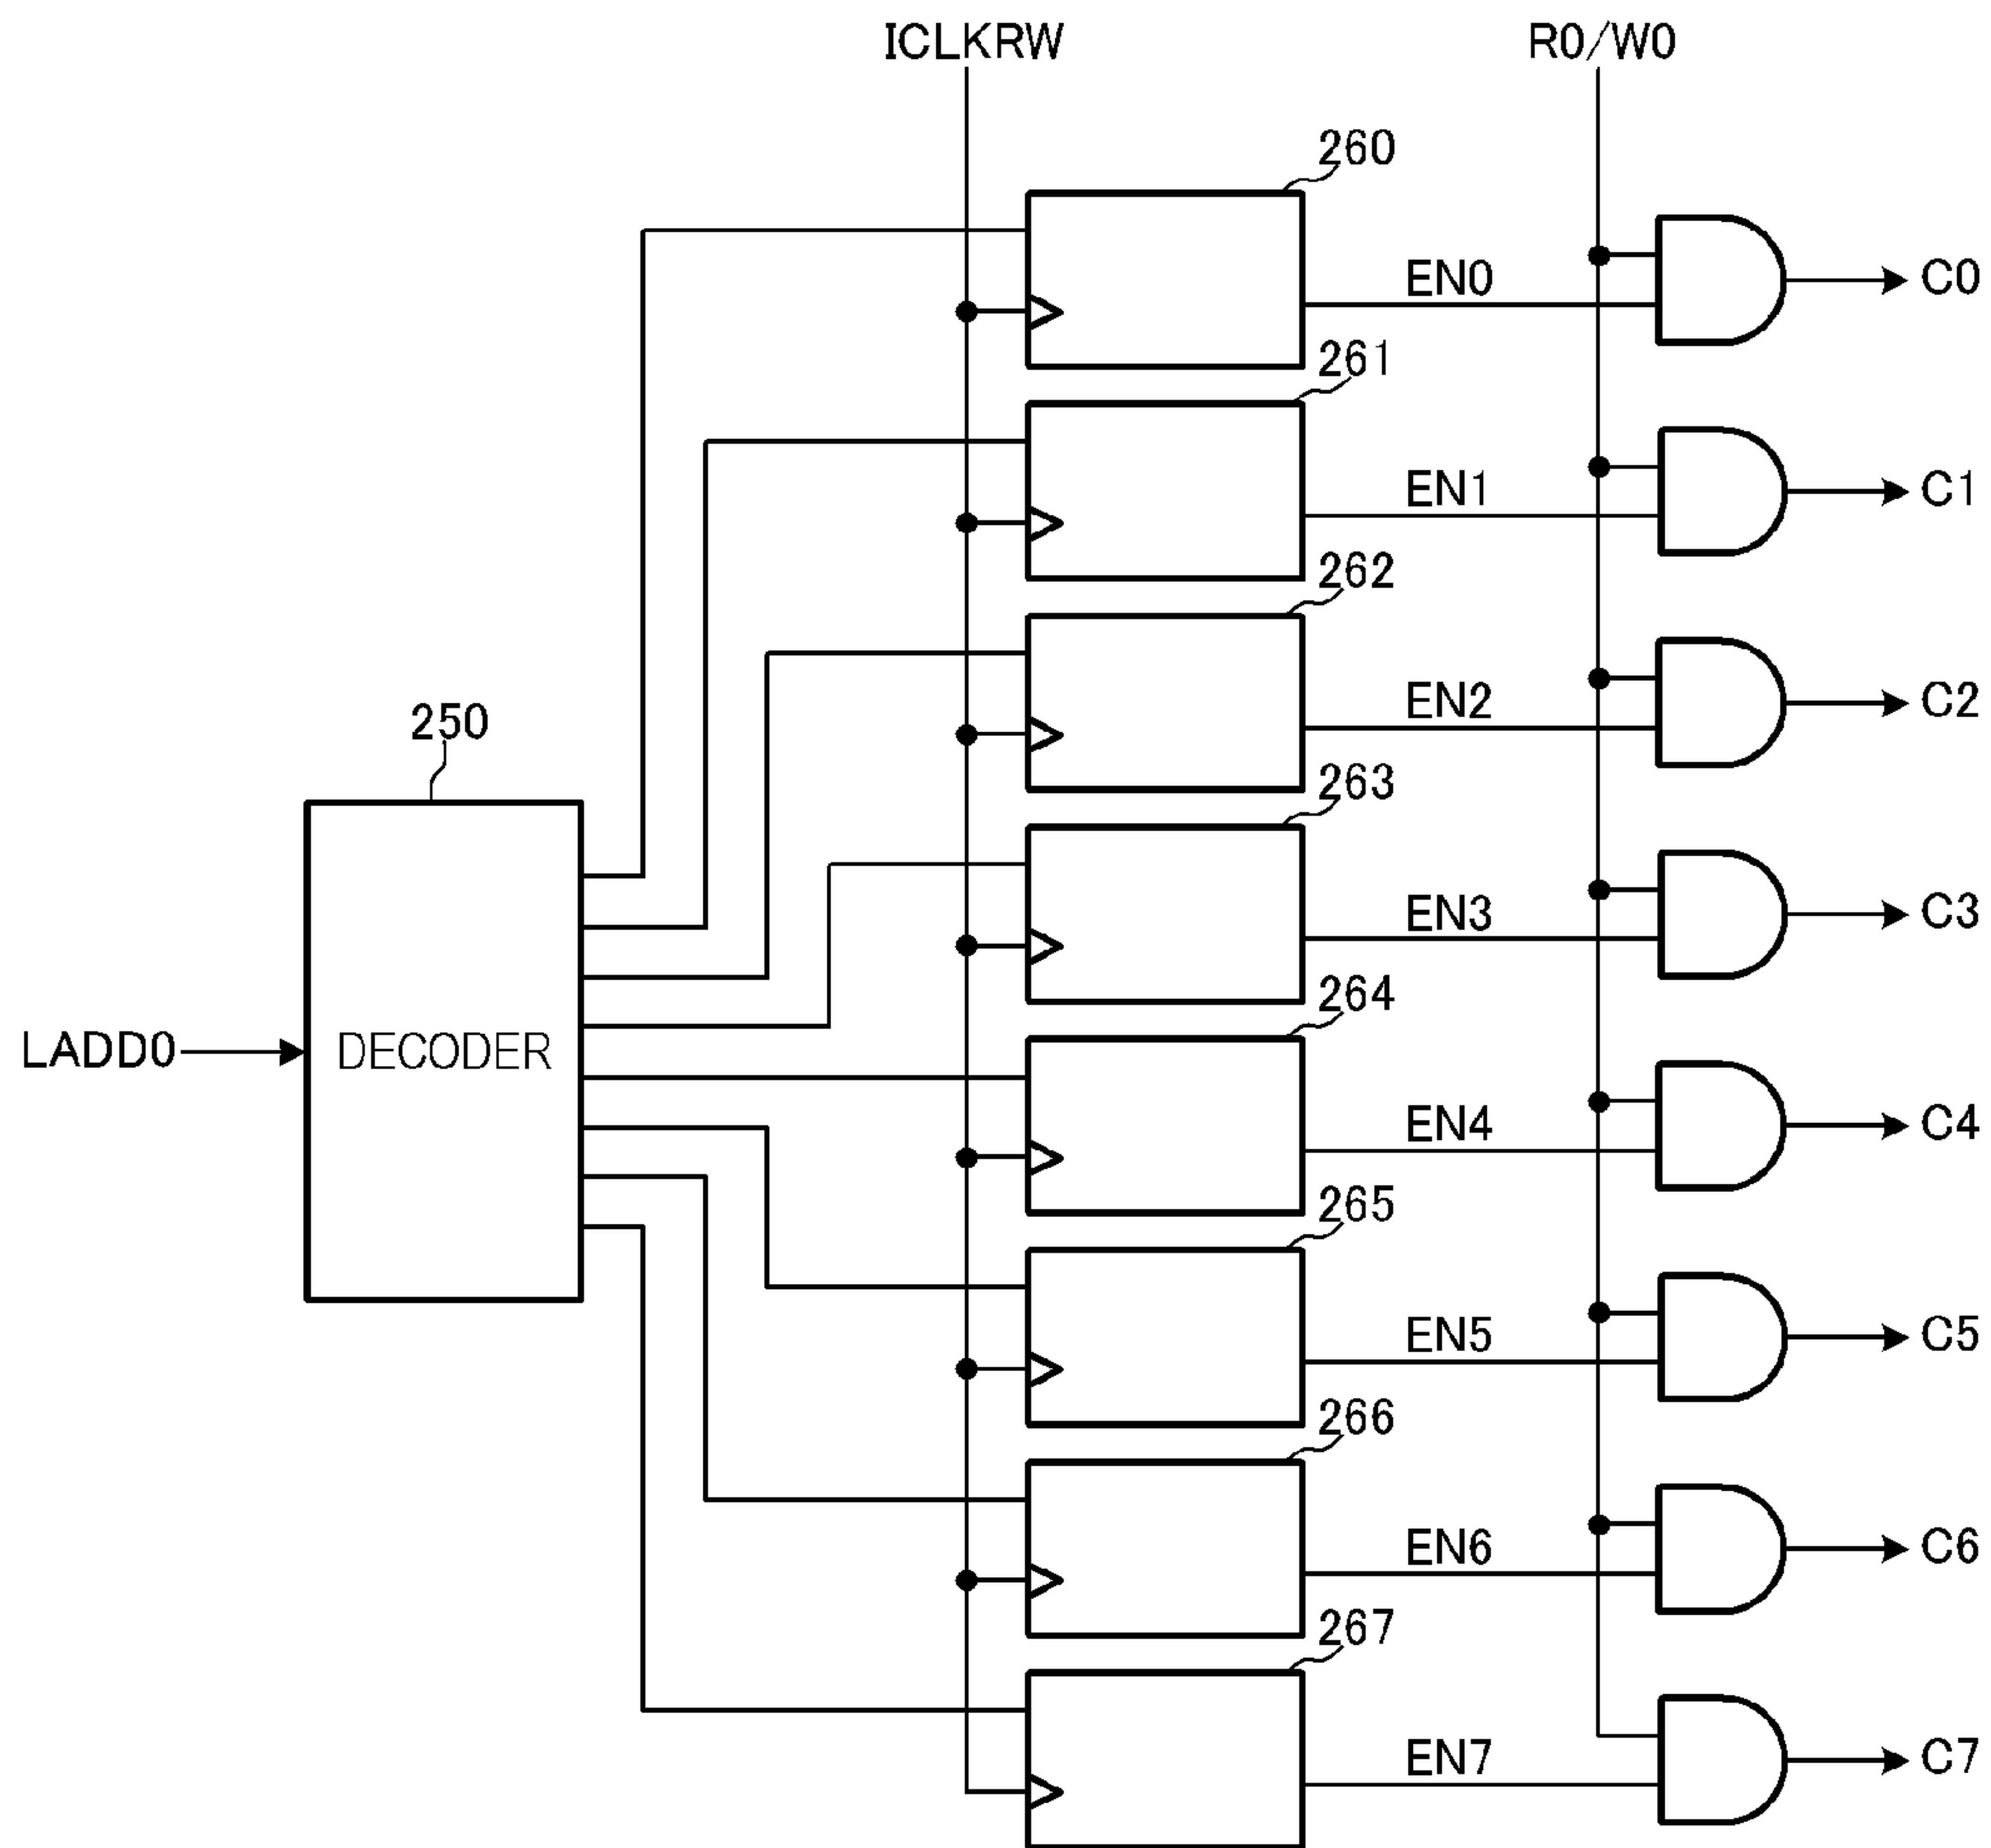 ICLKRW R0/W0
260
EN0 C0
261
EN1 C1
262
250 EN2 C2
263
EN3 C3
264
LADD0 DECODER
EN4 C4
265
EN5 C5
266
EN6 C6
267
EN7 C7